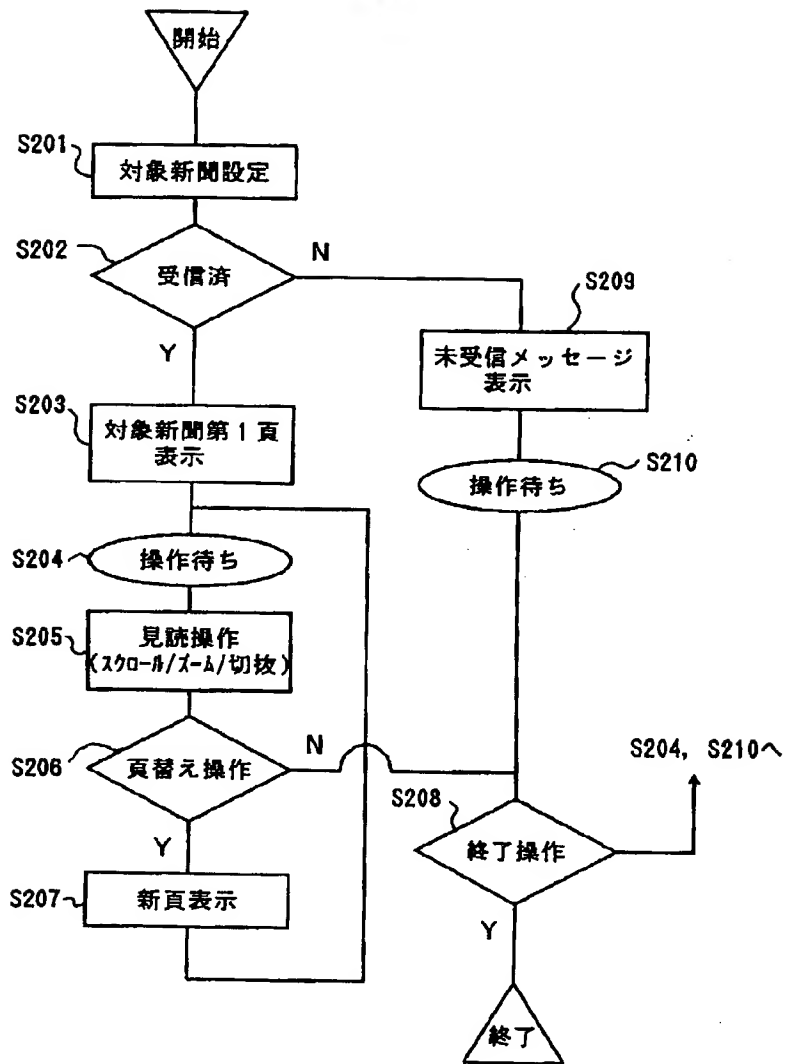 開始
S201
対象新聞設定
S202
受信済
N
Y
S209
未受信メッセージ
表示
S203
対象新聞第1頁
表示
S210
操作待ち
S204
操作待ち
S205
見読操作
(スクロール/ズーム/切抜)
S206
頁替え操作
N
S204, S210へ
S208
終了操作
Y
S207
新頁表示
Y
終了